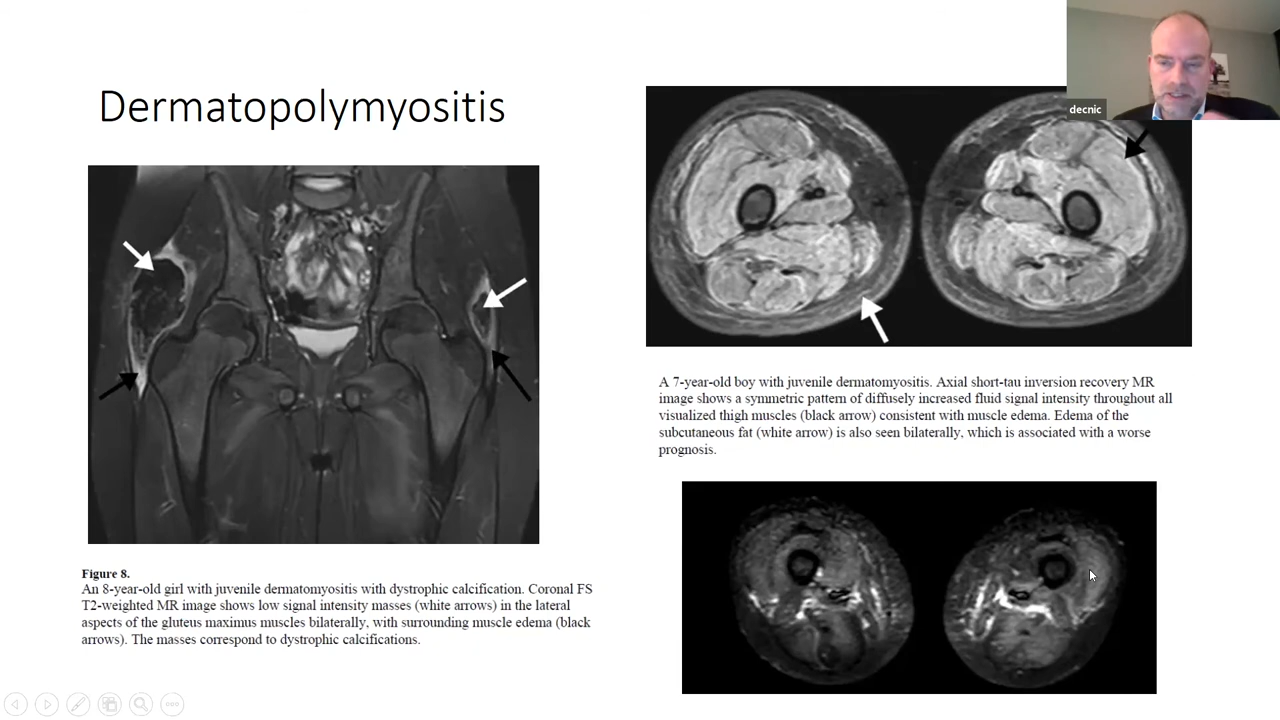 Dermatopolymyositis
decnic
Figure 8.
An 8-year-old girl with juvenile dermatomyositis with dystrophic calcification. Coronal FS
T2-weighted MR image shows low signal intensity masses (white arrows) in the lateral
aspects of the gluteus maximus muscles bilaterally, with surrounding muscle edema (black
arrows). The masses correspond to dystrophic calcifications.
A 7-year-old boy with juvenile dermatomyositis. Axial short-tau inversion recovery MR
image shows a symmetric pattern of diffusely increased fluid signal intensity throughout all
visualized thigh muscles (black arrow) consistent with muscle edema. Edema of the
subcutaneous fat (white arrow) is also seen bilaterally, which is associated with a worse
prognosis.